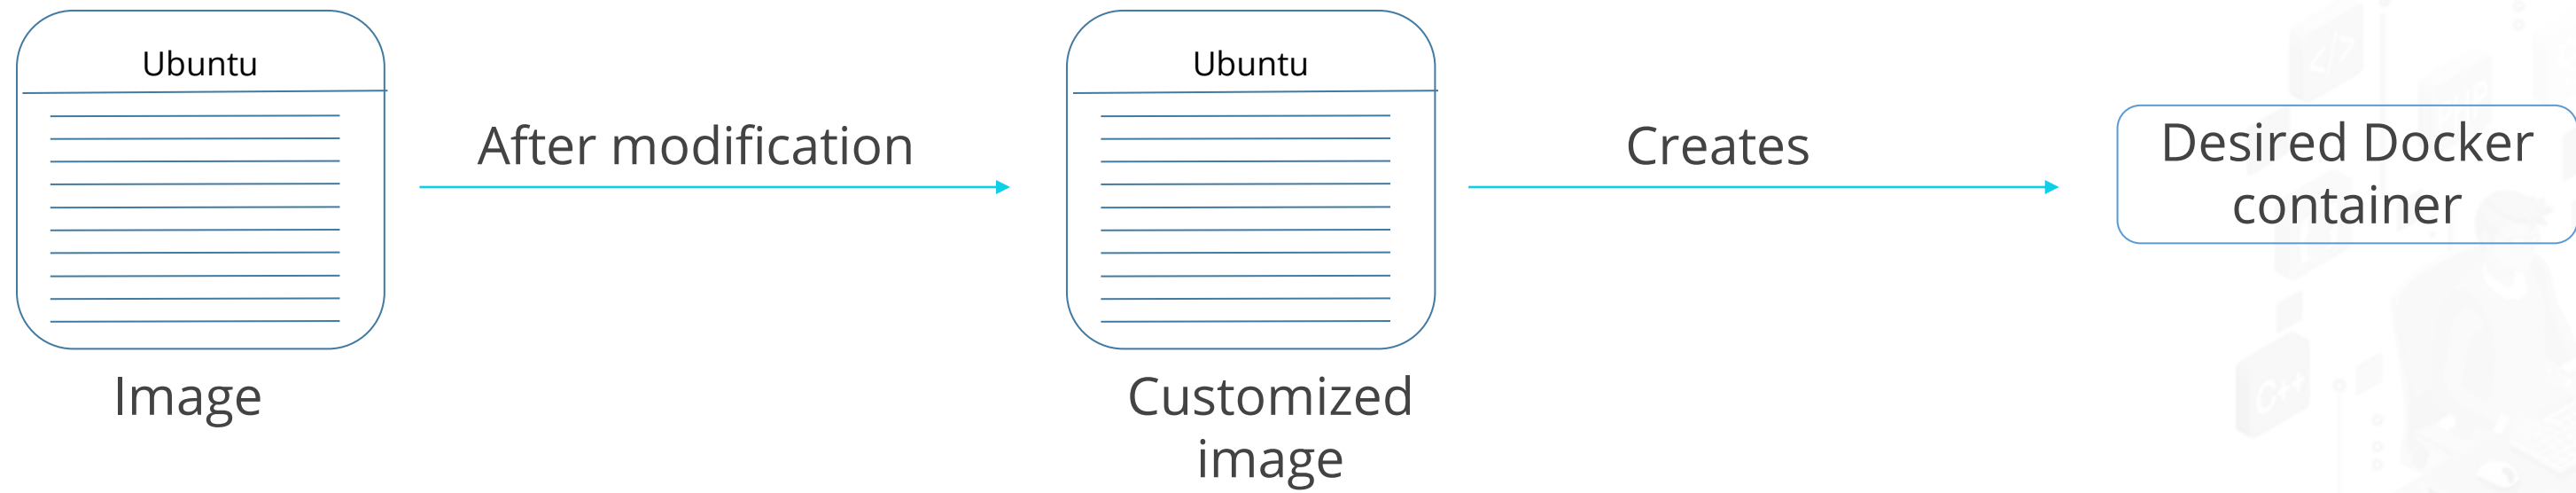 Ubuntu
Image
After modification
Ubuntu
Customized
image
Creates
Desired Docker
container
</>
C++